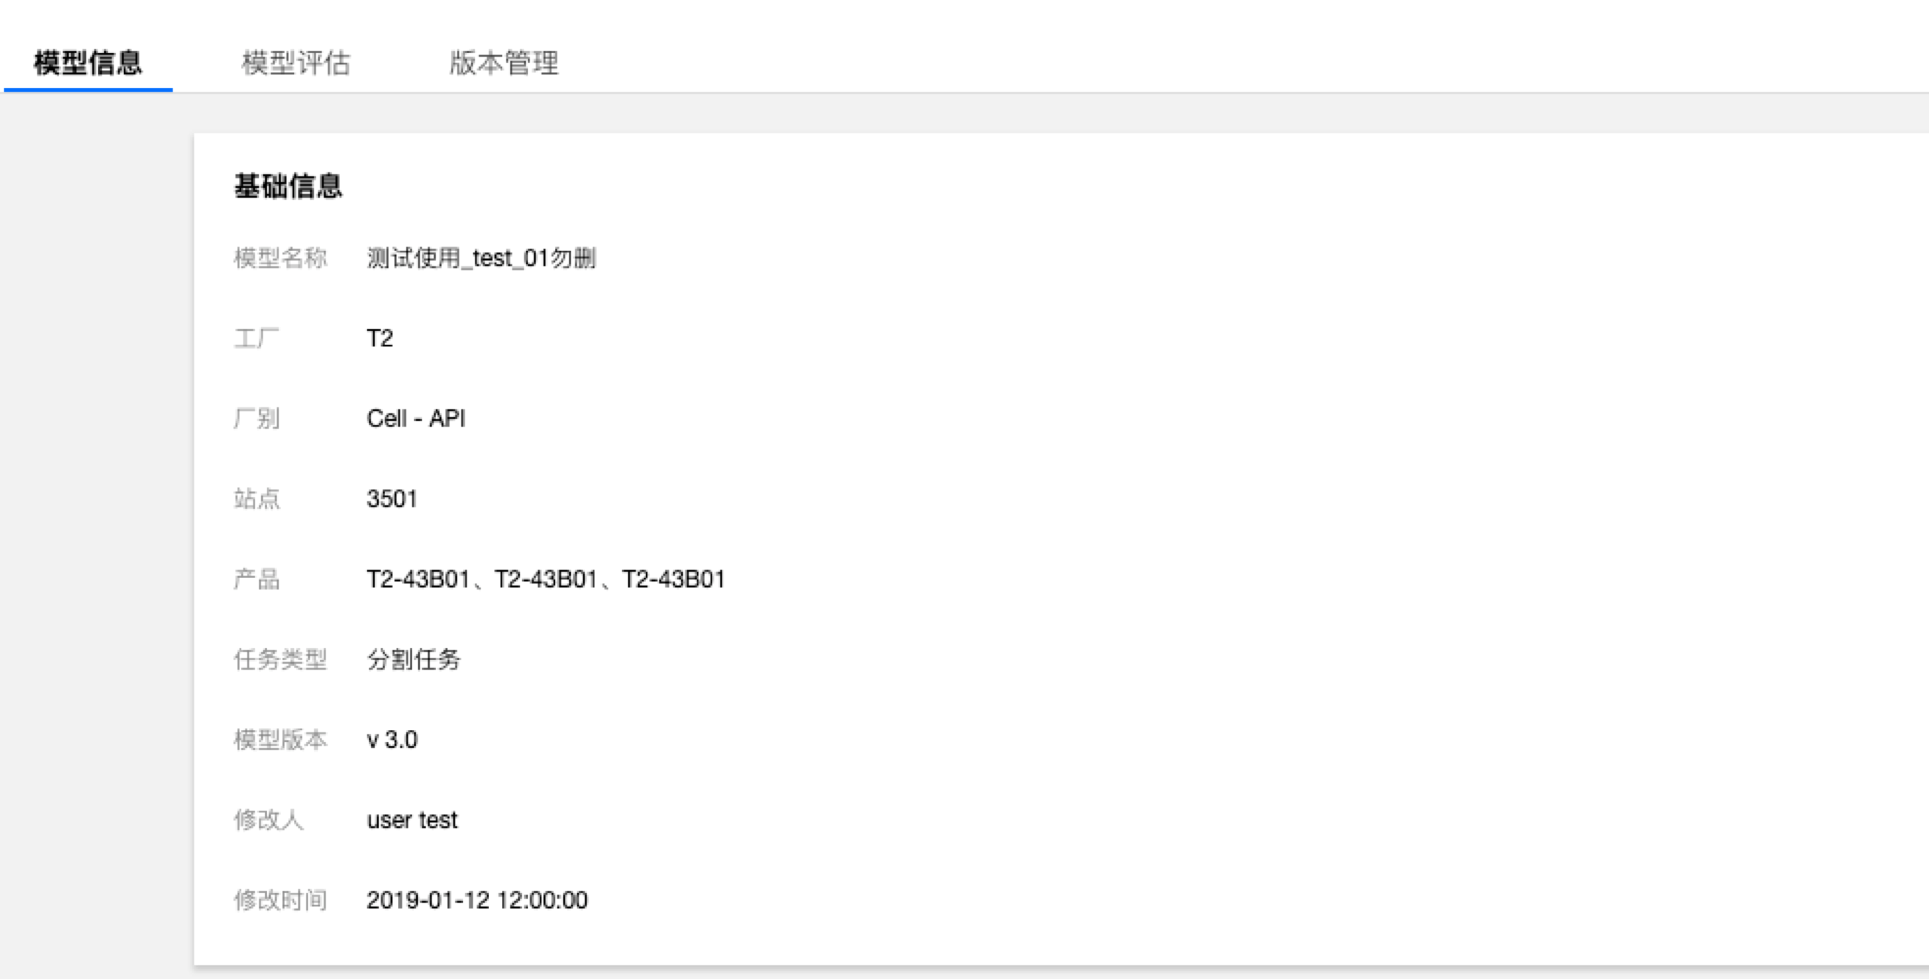 模型信息 模型评估 版本管理
基础信息
模型名称 测试使用_test_01勿删
工厂 T2
厂别 Cell - API
站点 3501
产品 T2-43B01、T2-43B01、T2-43B01
任务类型 分割任务
模型版本 v 3.0
修改人 user test
修改时间 2019-01-12 12:00:00